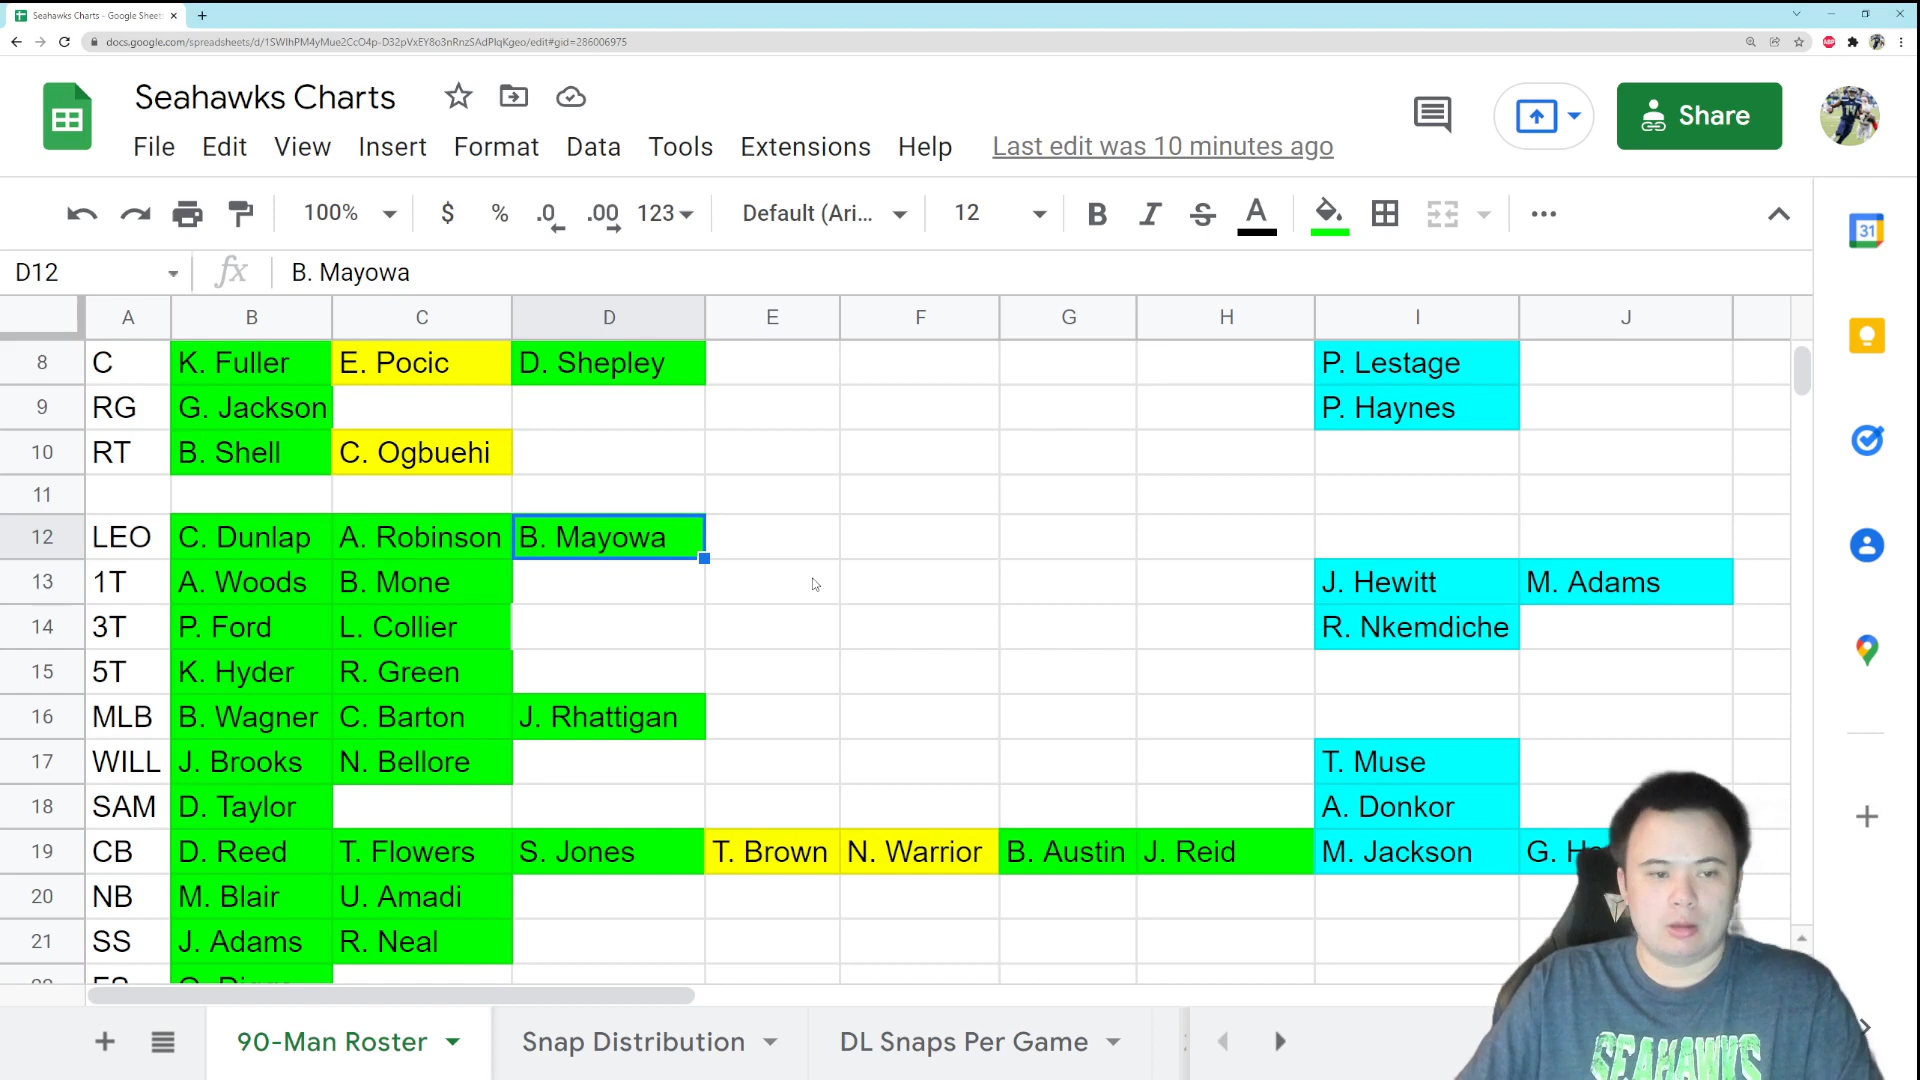 Seahawks Charts - Google Sheets
docs.google.com/spreadsheets/d/1SWlhPM4yMue2CcO4p-D32pVxEY8o3nRnzSAdPlqKgeo/edit#gid=286006975
Seahawks Charts
File Edit View Insert Format Data Tools Extensions Help Last edit was 10 minutes ago
Share
100% $ % .0 .00 123 Default (Ari... 12 B I S A ...
31
D12 fx B. Mayowa
A B C D E F G H I J
8 C K. Fuller E. Pocic D. Shepley P. Lestage
9 RG G. Jackson P. Haynes
10 RT B. Shell C. Ogbuehi
11
12 LEO C. Dunlap A. Robinson B. Mayowa
13 1T A. Woods B. Mone J. Hewitt M. Adams
14 3T P. Ford L. Collier R. Nkemdiche
15 5T K. Hyder R. Green
16 MLB B. Wagner C. Barton J. Rhattigan
17 WILL J. Brooks N. Bellore T. Muse
18 SAM D. Taylor A. Donkor
19 CB D. Reed T. Flowers S. Jones T. Brown N. Warrior B. Austin J. Reid M. Jackson G.
20 NB M. Blair U. Amadi
21 SS J. Adams R. Neal
90-Man Roster Snap Distribution DL Snaps Per Game
SEAHAWKS